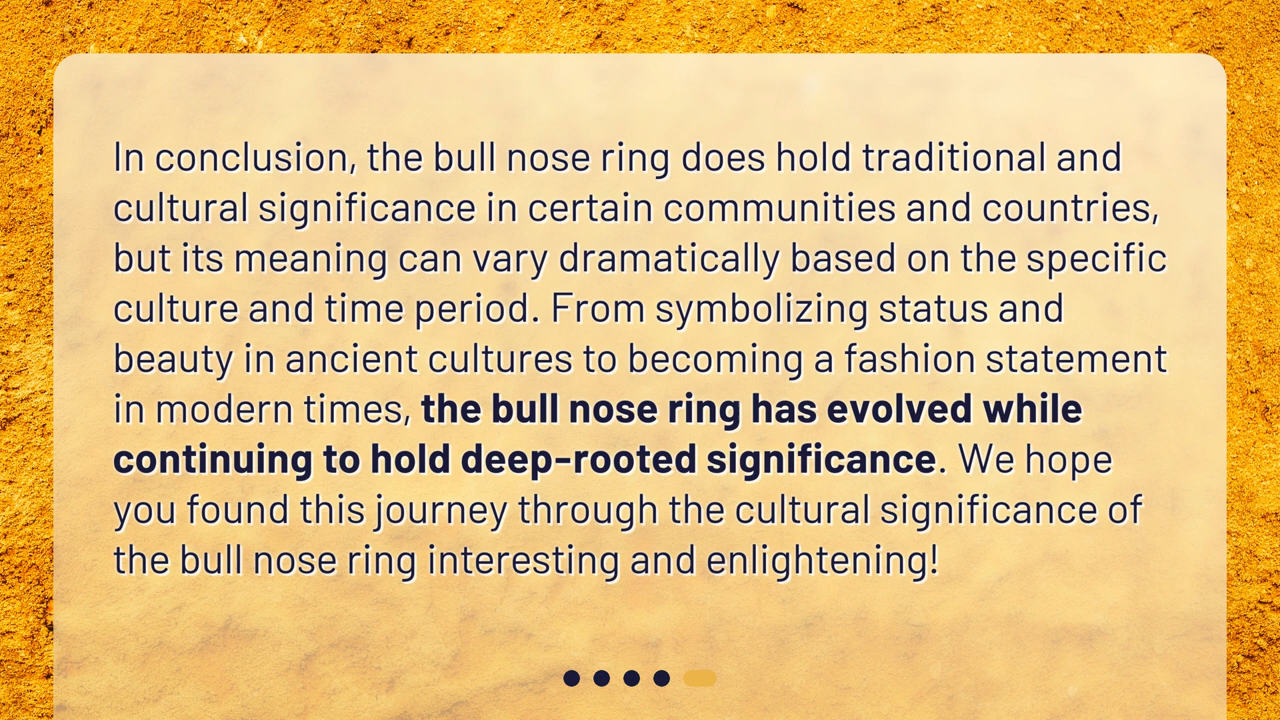 In conclusion, the bull nose ring does hold traditional and
cultural significance in certain communities and countries,
but its meaning can vary dramatically based on the specific
culture and time period. From symbolizing status and
beauty in ancient cultures to becoming a fashion statement
in modern times, the bull nose ring has evolved while
continuing to hold deep-rooted significance. We hope
you found this journey through the cultural significance of
the bull nose ring interesting and enlightening!